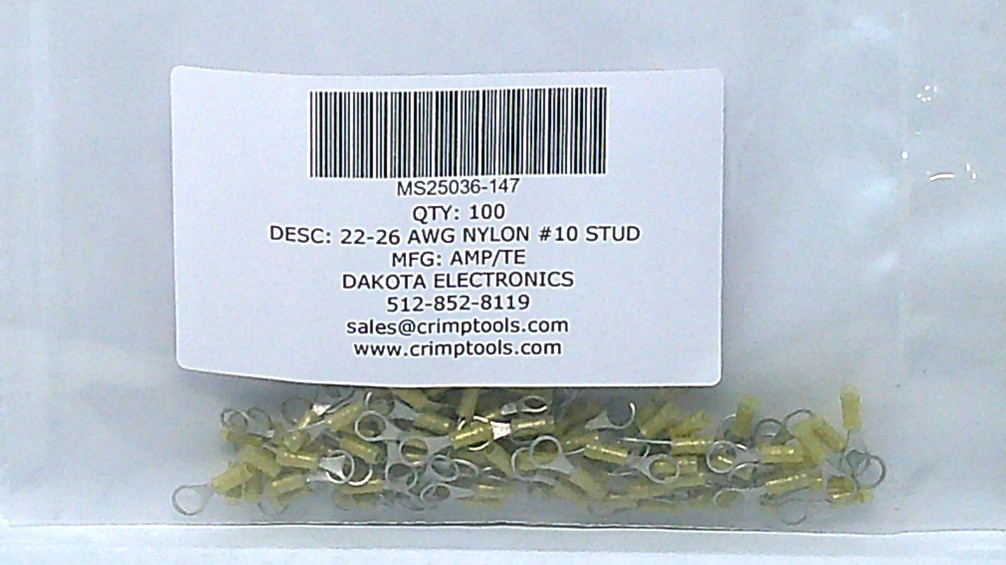 MS25036-147
QTY: 100
DESC: 22-26 AWG NYLON #10 STUD
MFG: AMP/TE
DAKOTA ELECTRONICS
512-852-8119
sales@crimptools.com
www.crimptools.com